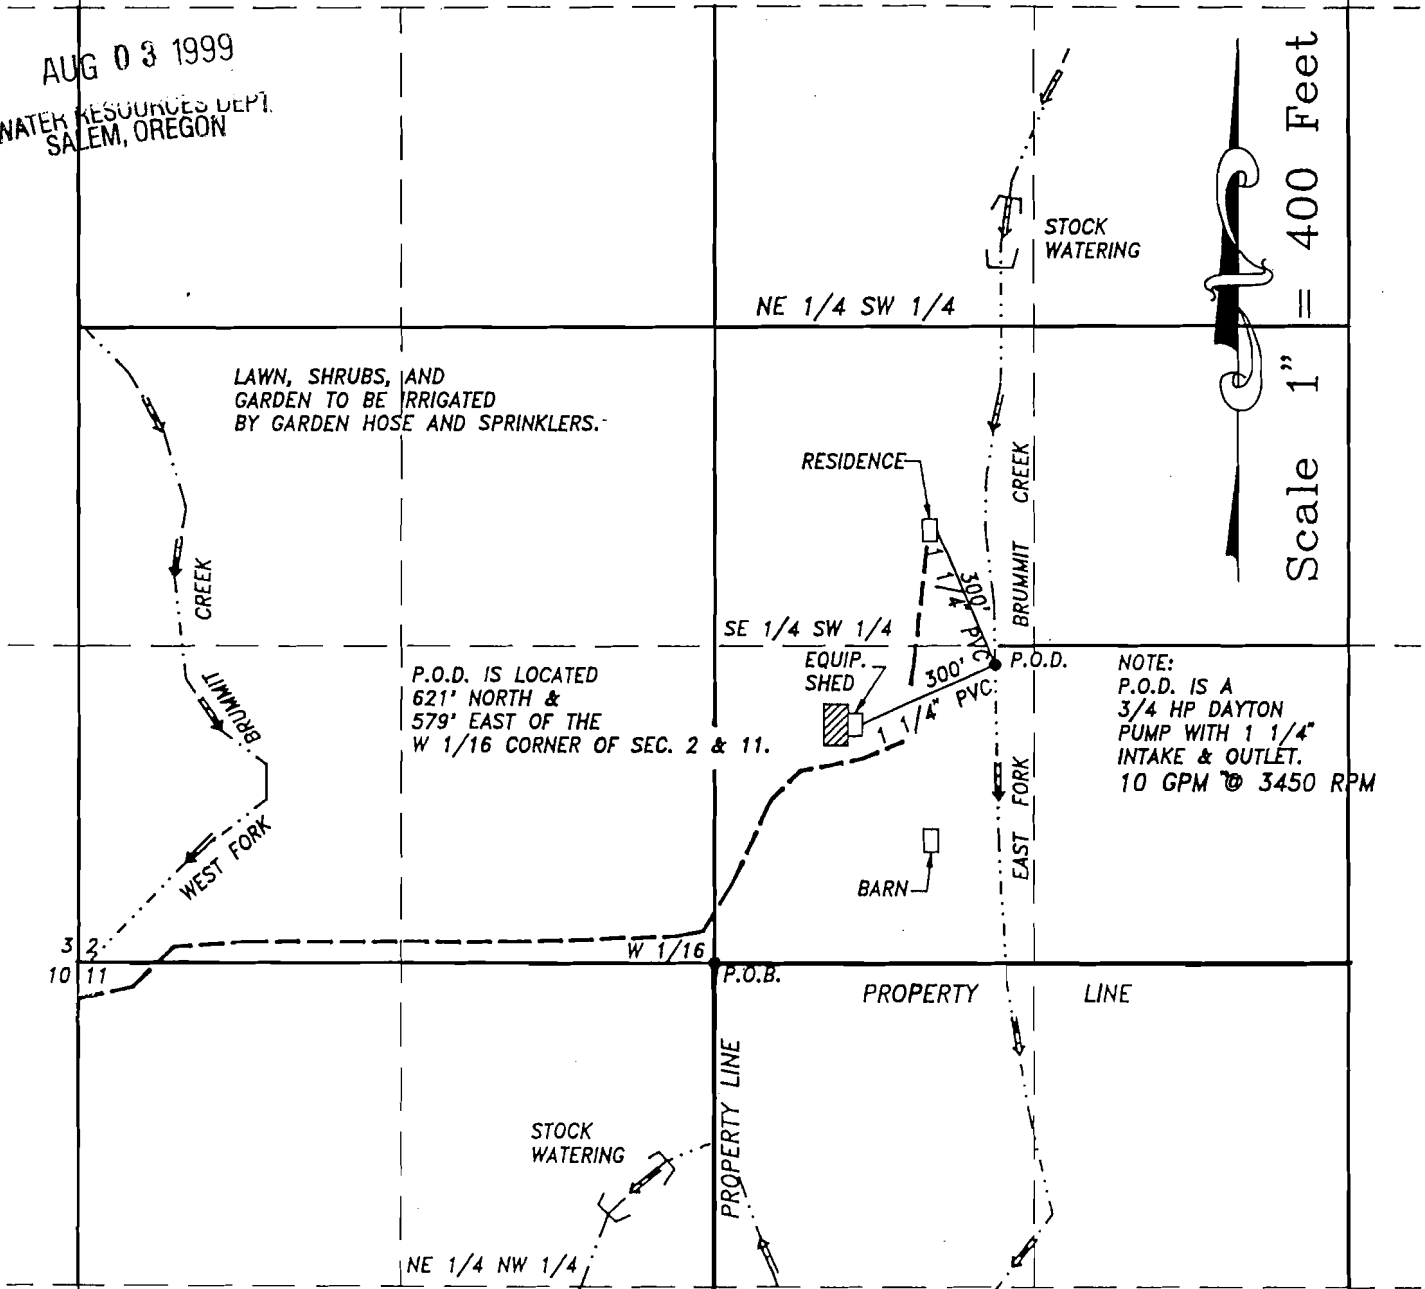 AUG 03 1999
WATER RESOURCES DEPT.
SALEM, OREGON
Scale 1" = 400 Feet
STOCK
WATERING
NE 1/4 SW 1/4
LAWN, SHRUBS, AND
GARDEN TO BE IRRIGATED
BY GARDEN HOSE AND SPRINKLERS.
RESIDENCE
CREEK
BRUMMIT
WEST FORK
CREEK
BRUMMIT
EAST FORK
300'
1 1/4" PVC
SE 1/4 SW 1/4
EQUIP.
SHED
300'
1 1/4" PVC
P.O.D.
P.O.D. IS LOCATED
621' NORTH &
579' EAST OF THE
W 1/16 CORNER OF SEC. 2 & 11.
NOTE:
P.O.D. IS A
3/4 HP DAYTON
PUMP WITH 1 1/4"
INTAKE & OUTLET.
10 GPM @ 3450 RPM
BARN
3 2
10 11
W 1/16
P.O.B.
PROPERTY LINE
PROPERTY LINE
STOCK
WATERING
NE 1/4 NW 1/4